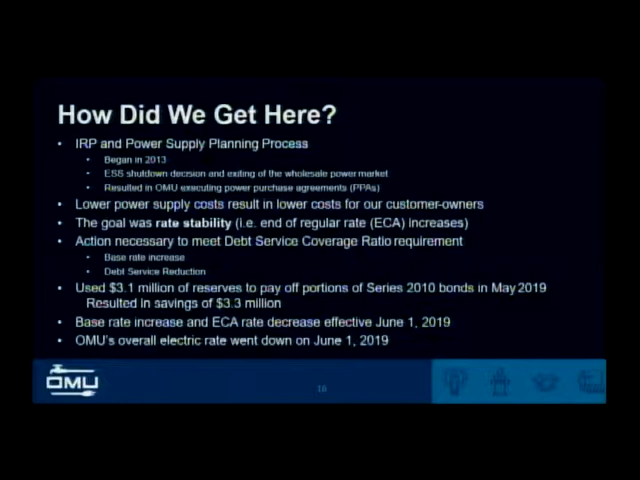 How Did We Get Here?
• IRP and Power Supply Planning Process
• Began in 2013
• ESS shutdown decision and exiting of the wholesale power market
• Resulted in OMU executing power purchase agreements (PPAs)
• Lower power supply costs result in lower costs for our customer-owners
• The goal was rate stability (i.e. end of regular rate (ECA) increases)
• Action necessary to meet Debt Service Coverage Ratio requirement
• Base rate increase
• Debt Service Reduction
• Used $3.1 million of reserves to pay off portions of Series 2010 bonds in May 2019
Resulted in savings of $3.3 million
• Base rate increase and ECA rate decrease effective June 1, 2019
• OMU's overall electric rate went down on June 1, 2019
OMU
18